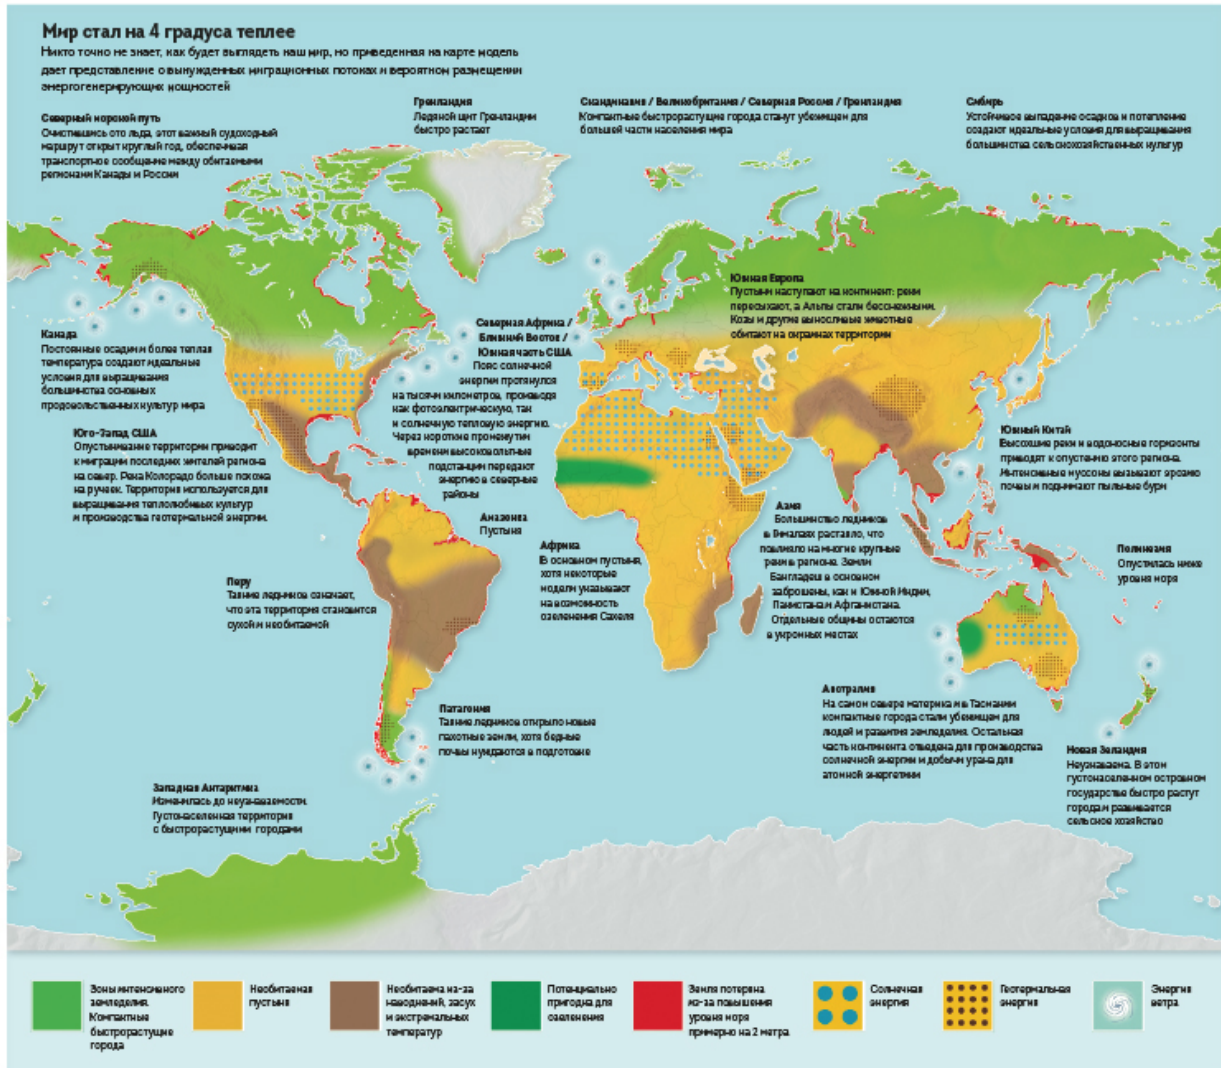 Мир стал на 4 градуса теплее
Никто точно не знает, как будет выглядеть наш мир, но приведенная на карте модель
дает представление о вынужденных миграционных потоках и вероятном размещении
энергогенерирующих мощностей
Северный морской путь
Очистившись ото льда, этот важный судоходный
маршрут открыт круглый год, обеспечивая
транспортное сообщение между обитаемыми
регионами Канады и России
Гренландия
Ледяной щит Гренландии
быстро растает
Скандинавия / Великобритания / Северная Россия / Гренландия
Компактные быстрорастущие города станут убежищем для
большей части населения мира
Сибирь
Устойчивое выпадение осадков и потепление
создают идеальные условия для выращивания
большинства сельскохозяйственных культур
Южная Европа
Пустыни наступают на континент: реки
пересыхают, а Альпы стали бесснежными.
Козы и другие выносливые животные
обитают на окраинах территории
Канада
Постоянные осадки и более теплая
температура создают идеальные
условия для выращивания
большинства основных
продовольственных культур мира
Северная Африка /
Ближний Восток /
Южная часть США
Пояс солнечной
энергии протянулся
на тысячи километров, производя
как фотоэлектрическую, так
и солнечную тепловую энергию.
Через короткие промежутки
времени высоковольтные
подстанции передают
энергию в северные
районы
Юго-Запад США
Опустынивание территории приводит
к миграции последних жителей региона
на север. Река Колорадо больше похожа
на ручеек. Территория используется для
выращивания теплолюбивых культур
и производства геотермальной энергии.
Южный Китай
Высохшие реки и водоносные горизонты
приводят к опустению этого региона.
Интенсивные муссоны вызывают эрозию
почвы и поднимают пыльные бури
Амазонка
Пустыня
Африка
В основном пустыня,
хотя некоторые
модели указывают
на возможность
озеленения Сахеля
Азия
Большинство ледников
в Гималаях растаяло, что
повлияло на многие крупные
реки в регионе. Земли
Бангладеш в основном
заброшены, как и Южной Индии,
Пакистана и Афганистана.
Отдельные общины остаются
в укромных местах
Полинезия
Опустилась ниже
уровня моря
Перу
Таяние ледников означает,
что эта территория становится
сухой и необитаемой
Патагония
Таяние ледников открыло новые
пахотные земли, хотя бедные
почвы нуждаются в подготовке
Австралия
На самом севере материка и в Тасмании
компактные города стали убежищем для
людей и развития земледелия. Остальная
часть континента отведена для производства
солнечной энергии и добычи урана для
атомной энергетики
Новая Зеландия
Неузнаваема. В этом
густонаселенном островном
государстве быстро растут
города и развивается
сельское хозяйство
Западная Антарктика
Изменилась до неузнаваемости.
Густонаселенная территория
с быстрорастущими городами
Зоны интенсивного
земледелия.
Компактные
быстрорастущие
города
Необитаемая
пустыня
Необитаема из-за
наводнений, засух
и экстремальных
температур
Потенциально
пригодна для
озеленения
Земля потеряна
из-за повышения
уровня моря
примерно на 2 метра
Солнечная
энергия
Геотермальная
энергия
Энергия
ветра